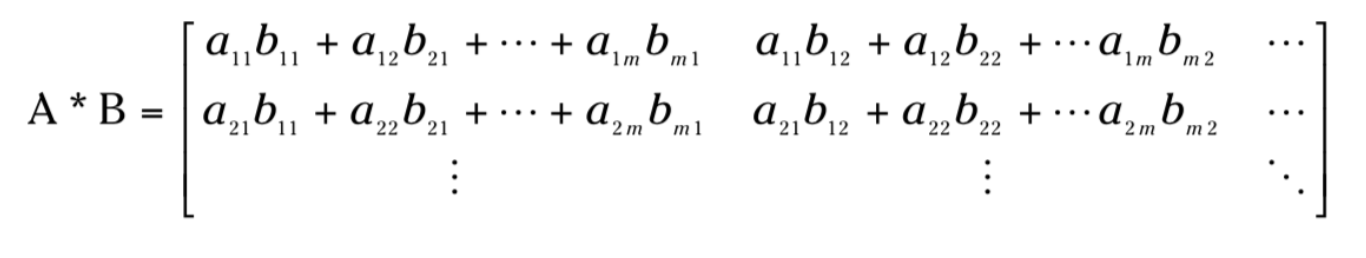 A * B = [ a₁₁b₁₁ + a₁₂b₂₁ + ⋯ + a₁ₘbₘ₁   a₁₁b₁₂ + a₁₂b₂₂ + ⋯a₁ₘbₘ₂   ⋯
a₂₁b₁₁ + a₂₂b₂₁ + ⋯ + a₂ₘbₘ₁   a₂₁b₁₂ + a₂₂b₂₂ + ⋯a₂ₘbₘ₂   ⋯
⋮   ⋮   ⋱ ]